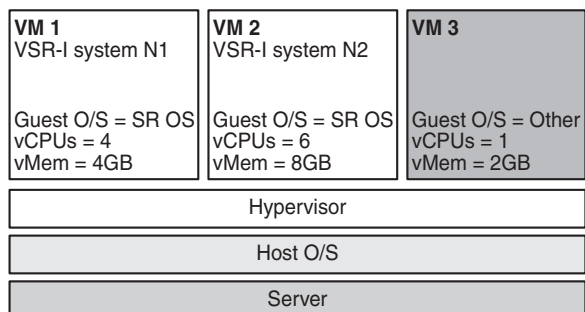 VM 1
VSR-I system N1
Guest O/S = SR OS
vCPUs = 4
vMem = 4GB
VM 2
VSR-I system N2
Guest O/S = SR OS
vCPUs = 6
vMem = 8GB
VM 3
Guest O/S = Other
vCPUs = 1
vMem = 2GB
Hypervisor
Host O/S
Server